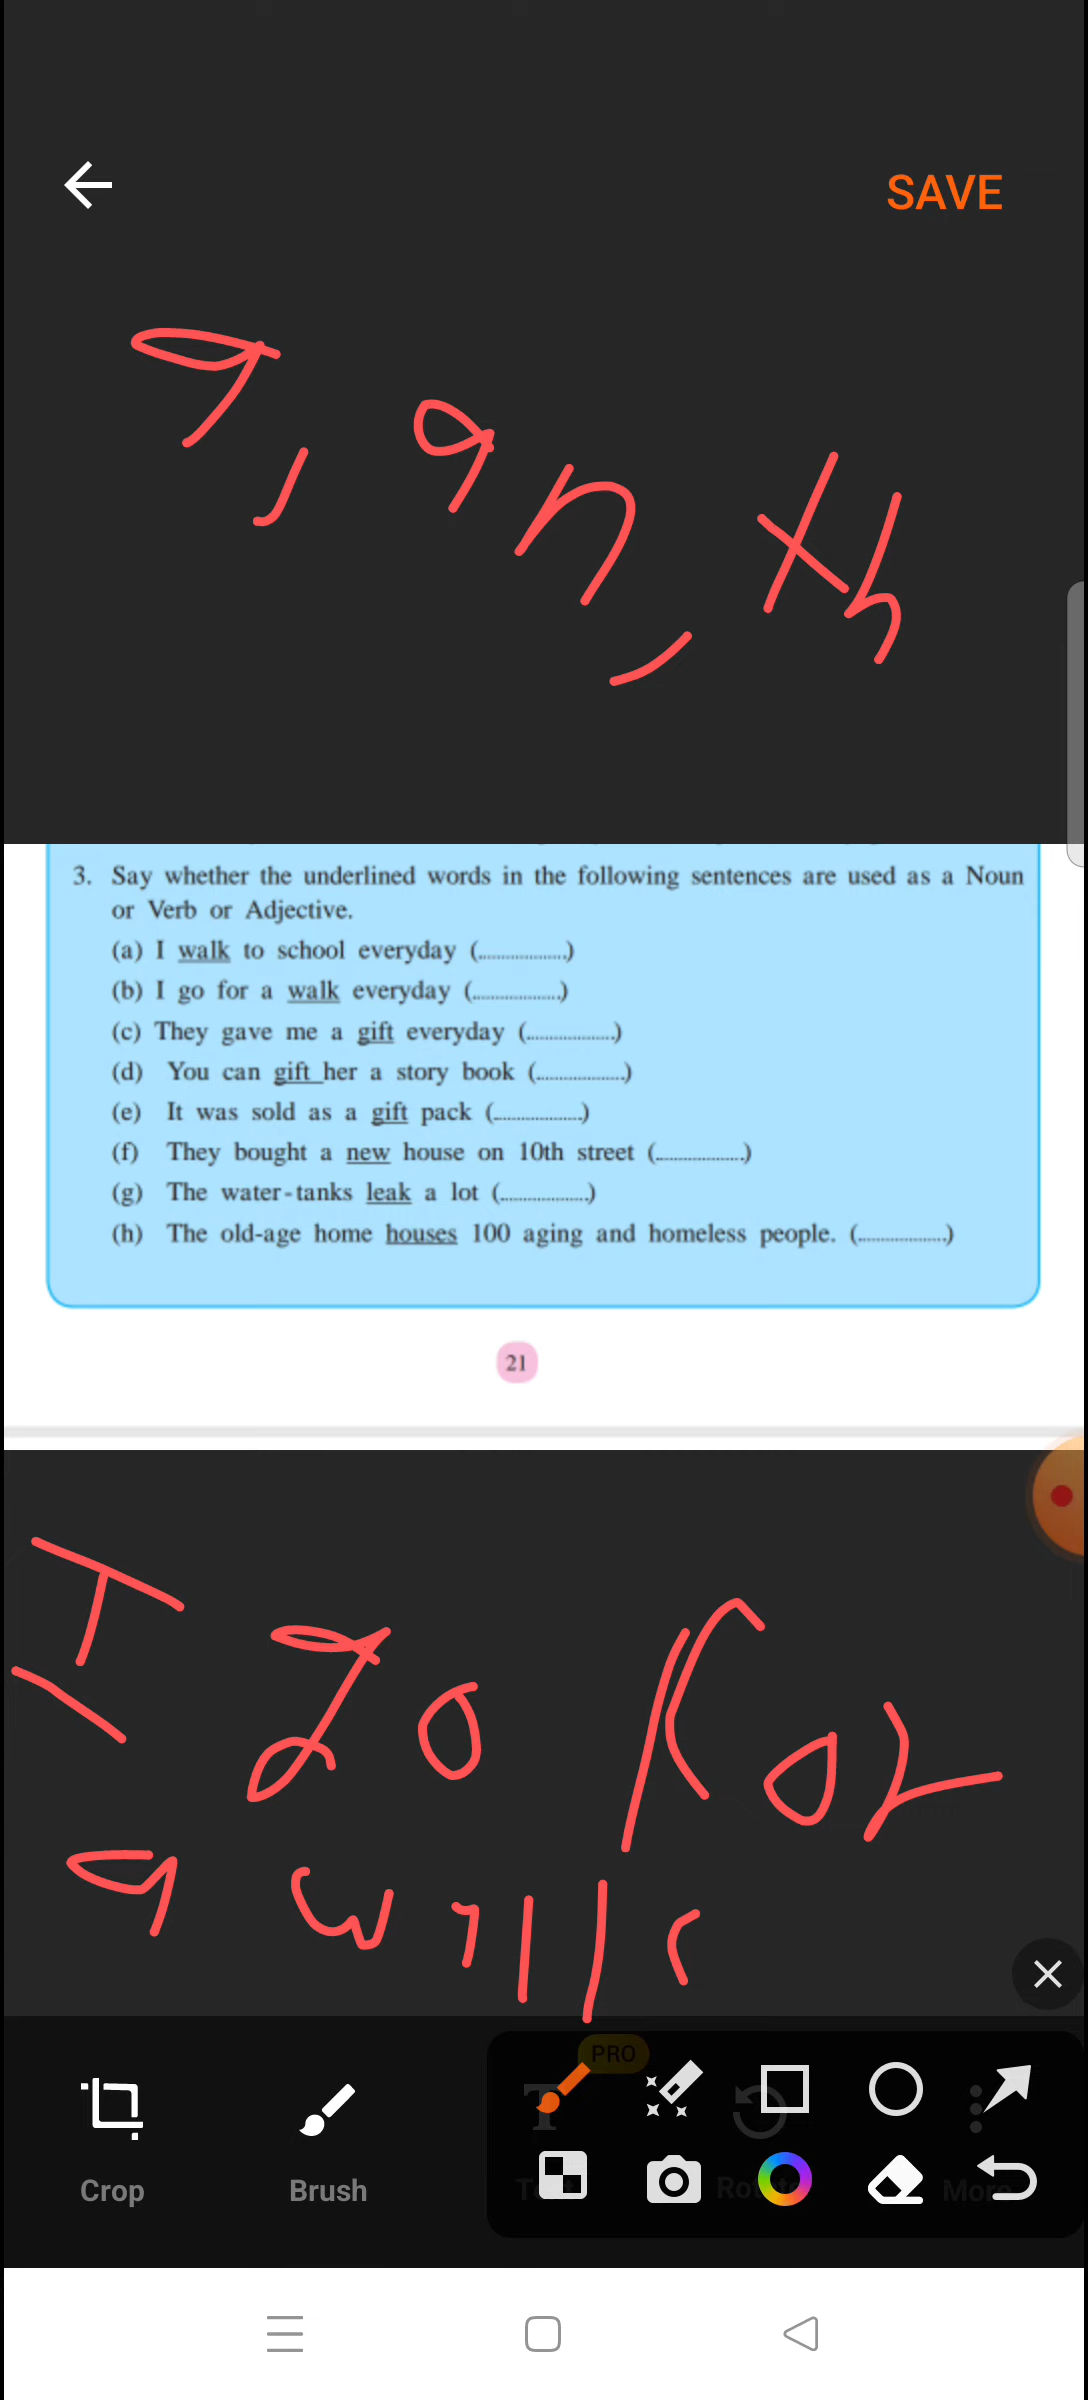 SAVE
a, an, th
3. Say whether the underlined words in the following sentences are used as a Noun
or Verb or Adjective.
(a) I walk to school everyday (..................)
(b) I go for a walk everyday (..................)
(c) They gave me a gift everyday (..................)
(d) You can gift her a story book (..................)
(e) It was sold as a gift pack (..................)
(f) They bought a new house on 10th street (..................)
(g) The water-tanks leak a lot (..................)
(h) The old-age home houses 100 aging and homeless people. (..................)
21
I go for
a
PRO
Crop Brush